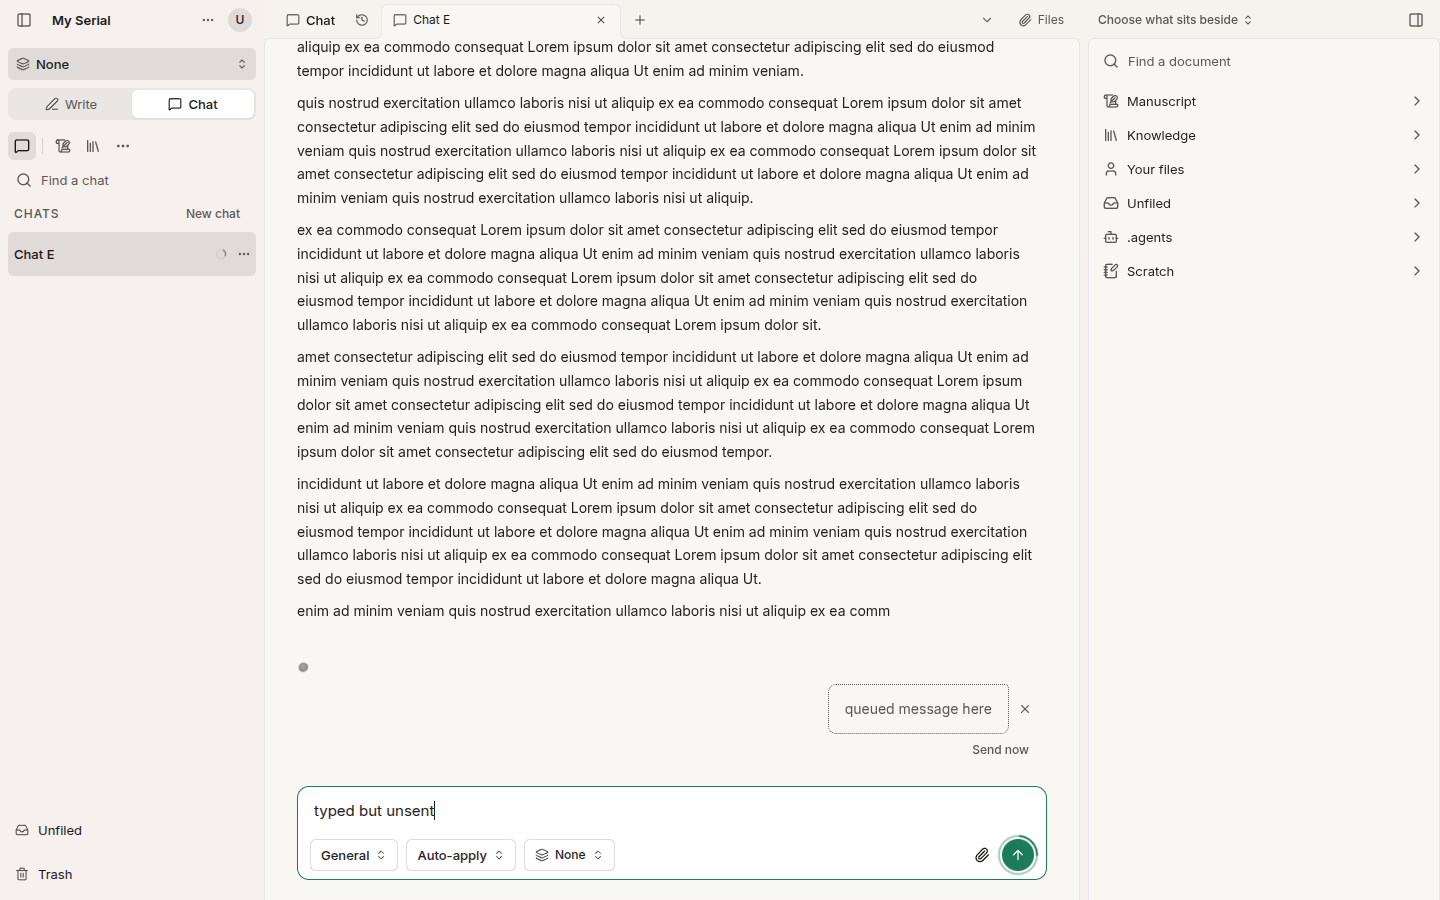 My Serial
U
None
Write
Chat
Find a chat
CHATS
New chat
Chat E
Unfiled
Trash
Chat
Chat E
Files
aliquip ex ea commodo consequat Lorem ipsum dolor sit amet consectetur adipiscing elit sed do eiusmod
tempor incididunt ut labore et dolore magna aliqua Ut enim ad minim veniam.
quis nostrud exercitation ullamco laboris nisi ut aliquip ex ea commodo consequat Lorem ipsum dolor sit amet
consectetur adipiscing elit sed do eiusmod tempor incididunt ut labore et dolore magna aliqua Ut enim ad minim
veniam quis nostrud exercitation ullamco laboris nisi ut aliquip ex ea commodo consequat Lorem ipsum dolor sit
amet consectetur adipiscing elit sed do eiusmod tempor incididunt ut labore et dolore magna aliqua Ut enim ad
minim veniam quis nostrud exercitation ullamco laboris nisi ut aliquip.
ex ea commodo consequat Lorem ipsum dolor sit amet consectetur adipiscing elit sed do eiusmod tempor
incididunt ut labore et dolore magna aliqua Ut enim ad minim veniam quis nostrud exercitation ullamco laboris
nisi ut aliquip ex ea commodo consequat Lorem ipsum dolor sit amet consectetur adipiscing elit sed do
eiusmod tempor incididunt ut labore et dolore magna aliqua Ut enim ad minim veniam quis nostrud exercitation
ullamco laboris nisi ut aliquip ex ea commodo consequat Lorem ipsum dolor sit.
amet consectetur adipiscing elit sed do eiusmod tempor incididunt ut labore et dolore magna aliqua Ut enim ad
minim veniam quis nostrud exercitation ullamco laboris nisi ut aliquip ex ea commodo consequat Lorem ipsum
dolor sit amet consectetur adipiscing elit sed do eiusmod tempor incididunt ut labore et dolore magna aliqua Ut
enim ad minim veniam quis nostrud exercitation ullamco laboris nisi ut aliquip ex ea commodo consequat Lorem
ipsum dolor sit amet consectetur adipiscing elit sed do eiusmod tempor.
incididunt ut labore et dolore magna aliqua Ut enim ad minim veniam quis nostrud exercitation ullamco laboris
nisi ut aliquip ex ea commodo consequat Lorem ipsum dolor sit amet consectetur adipiscing elit sed do
eiusmod tempor incididunt ut labore et dolore magna aliqua Ut enim ad minim veniam quis nostrud exercitation
ullamco laboris nisi ut aliquip ex ea commodo consequat Lorem ipsum dolor sit amet consectetur adipiscing elit
sed do eiusmod tempor incididunt ut labore et dolore magna aliqua Ut.
enim ad minim veniam quis nostrud exercitation ullamco laboris nisi ut aliquip ex ea comm
queued message here
Send now
typed but unsent
General
Auto-apply
None
Choose what sits beside
Find a document
Manuscript
Knowledge
Your files
Unfiled
.agents
Scratch